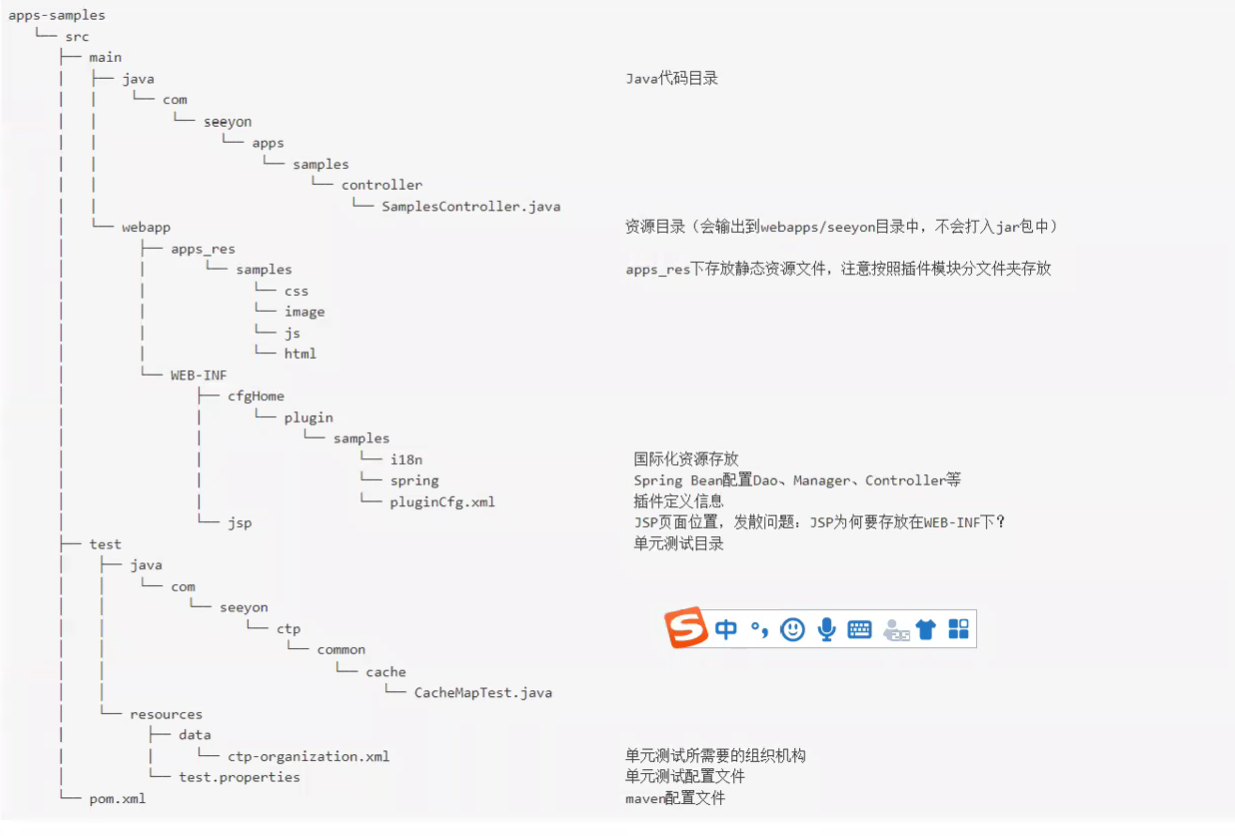 apps-samples
└── src
├── main
│ ├── java Java代码目录
│ │ └── com
│ │ └── seeyon
│ │ └── apps
│ │ └── samples
│ │ └── controller
│ │ └── SamplesController.java
│ └── webapp 资源目录（会输出到webapps/seeyon目录中，不会打入jar包中）
│ ├── apps_res
│ │ └── samples apps_res下存放静态资源文件，注意按照插件模块分文件夹存放
│ │ └── css
│ │ └── image
│ │ └── js
│ │ └── html
│ └── WEB-INF
│ ├── cfgHome
│ │ └── plugin
│ │ └── samples
│ │ └── i18n 国际化资源存放
│ │ └── spring Spring Bean配置Dao、Manager、Controller等
│ │ └── pluginCfg.xml 插件定义信息
│ └── jsp JSP页面位置，发散问题：JSP为何要存放在WEB-INF下？
├── test 单元测试目录
│ ├── java
│ │ └── com
│ │ └── seeyon
│ │ └── ctp
│ │ └── common
│ │ └── cache
│ │ └── CacheMapTest.java
│ └── resources
│ ├── data
│ │ └── ctp-organization.xml 单元测试所需要的组织机构
│ └── test.properties 单元测试配置文件
└── pom.xml maven配置文件
S 中 °,